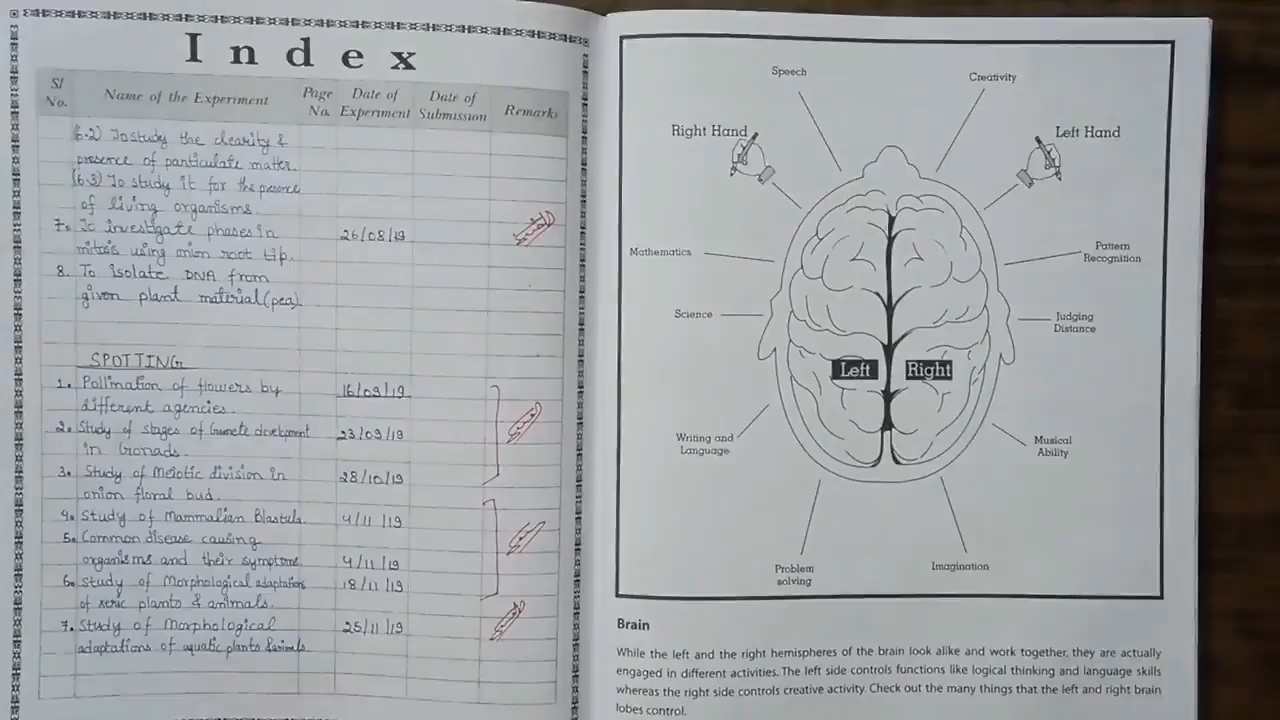 Index
Sl No. Name of the Experiment Page No. Date of Experiment Date of Submission Remarks
(6.2) To study the clearity &
presence of particulate matter.
(6.3) To study it for the presence
of living organisms.
7. To investigate phases in 26/08/19
mitosis using onion root tip.
8. To isolate DNA from
given plant material (pea).
SPOTTING
1. Pollination of flowers by 16/09/19
different agencies.
2. Study of stages of Gamete development 23/09/19
in Gonads.
3. Study of Meiotic division in 28/10/19
onion floral bud.
4. Study of Mammalian Blastula. 4/11/19
5. Common disease causing
organisms and their symptoms. 4/11/19
6. Study of Morphological adaptations 18/11/19
of xeric plants & animals.
7. Study of Morphological 25/11/19
adaptations of aquatic plants & animals.
Speech
Creativity
Right Hand
Left Hand
Mathematics
Pattern
Recognition
Science
Judging
Distance
Left
Right
Writing and
Language
Musical
Ability
Problem
solving
Imagination
Brain
While the left and the right hemispheres of the brain look alike and work together, they are actually
engaged in different activities. The left side controls functions like logical thinking and language skills
whereas the right side controls creative activity. Check out the many things that the left and right brain
lobes control.